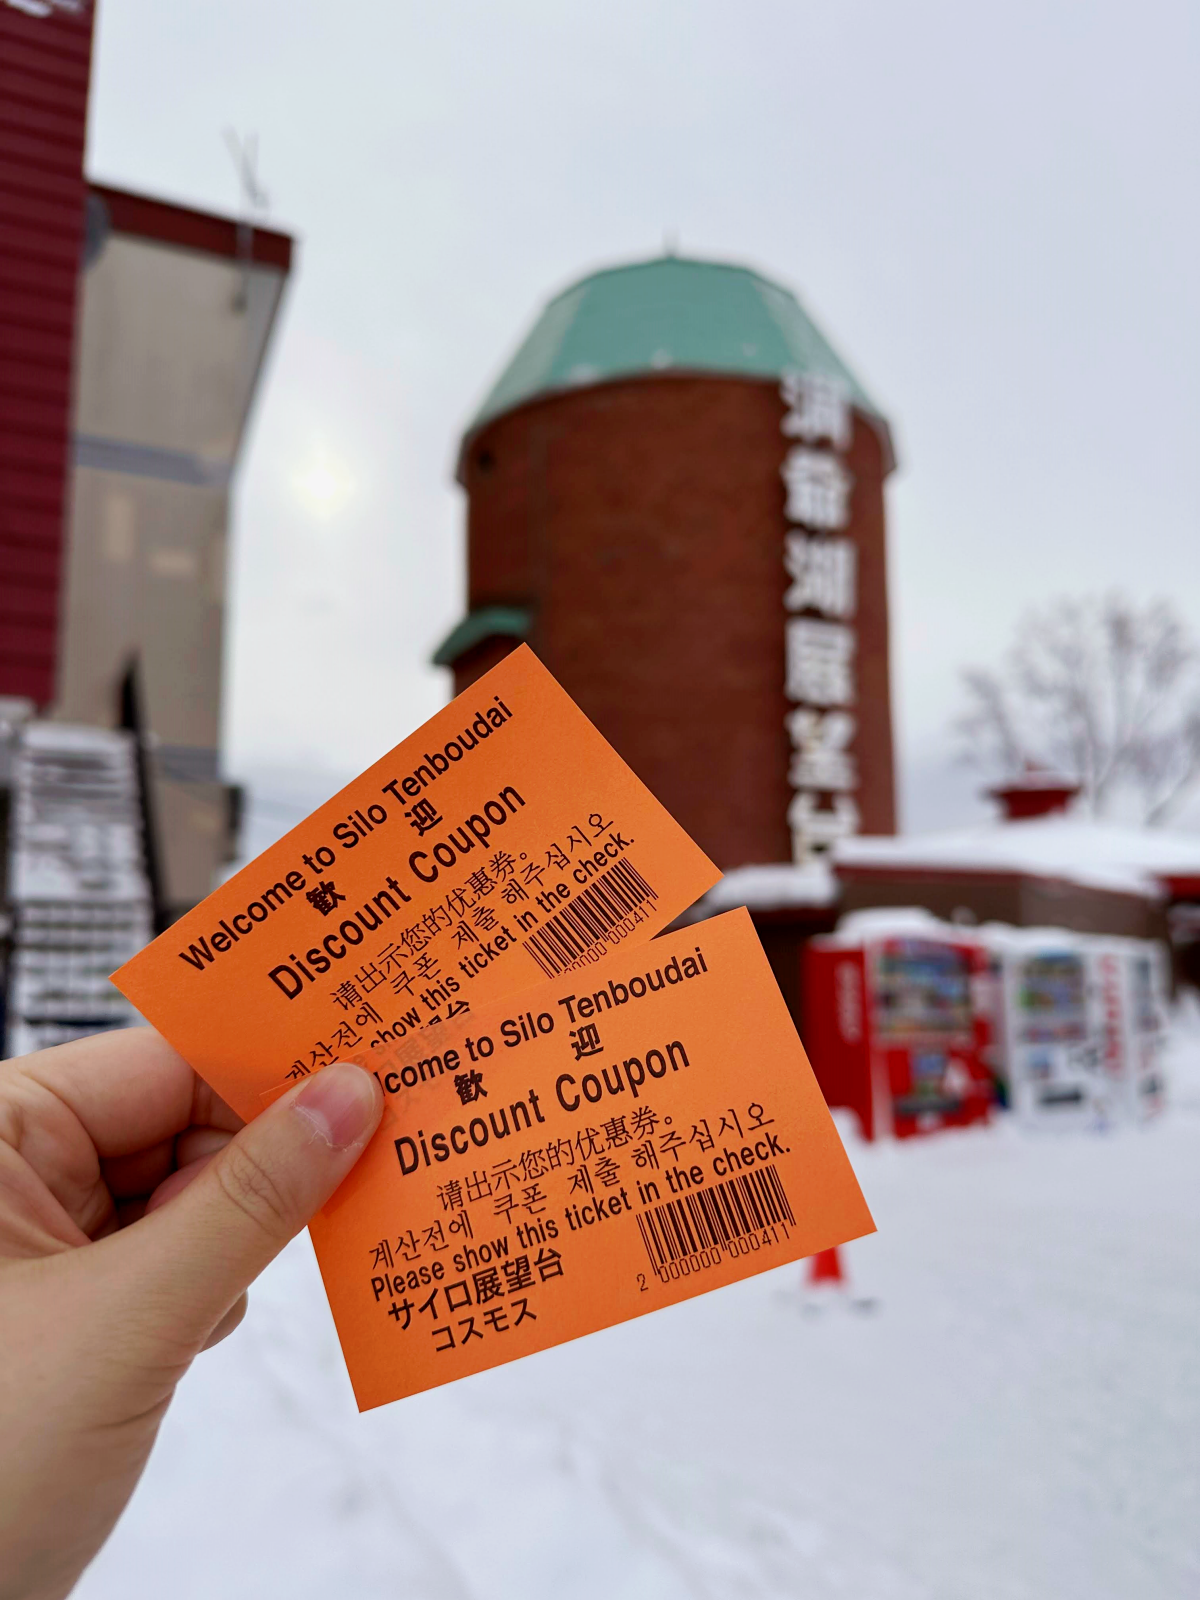 洞爺湖展望台
Welcome to Silo Tenboudai
歓 迎
Discount Coupon
请出示您的优惠券。
계산전에 쿠폰 제출 해주십시오
show this ticket in the check.
000411
望台
lcome to Silo Tenboudai
歓 迎
Discount Coupon
请出示您的优惠券。
계산전에 쿠폰 제출 해주십시오
Please show this ticket in the check.
サイロ展望台
コスモス
2 000000 000411